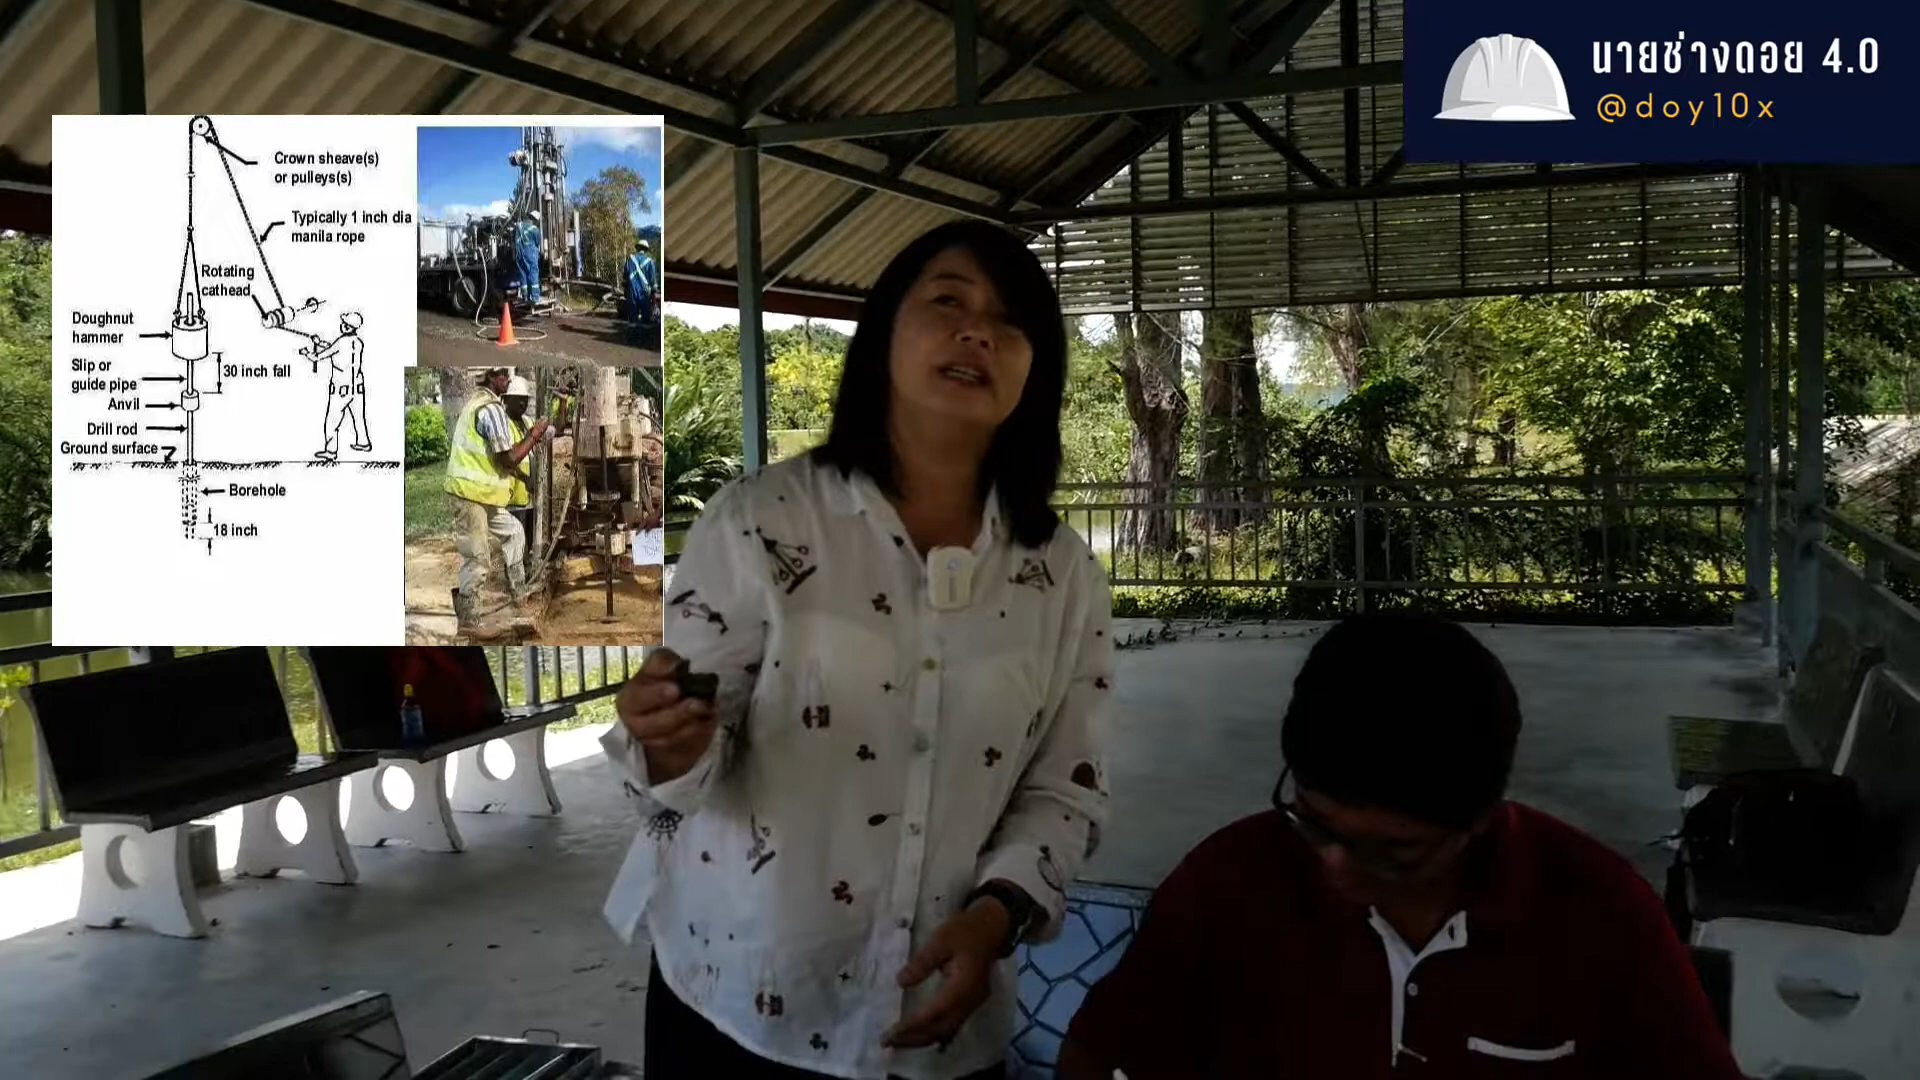 นายช่างดอย 4.0
@doy10x
Crown sheave(s)
or pulleys(s)
Typically 1 inch dia
manila rope
Rotating
cathead
Doughnut
hammer
30 inch fall
Slip or
guide pipe
Anvil
Drill rod
Ground surface
Borehole
18 inch